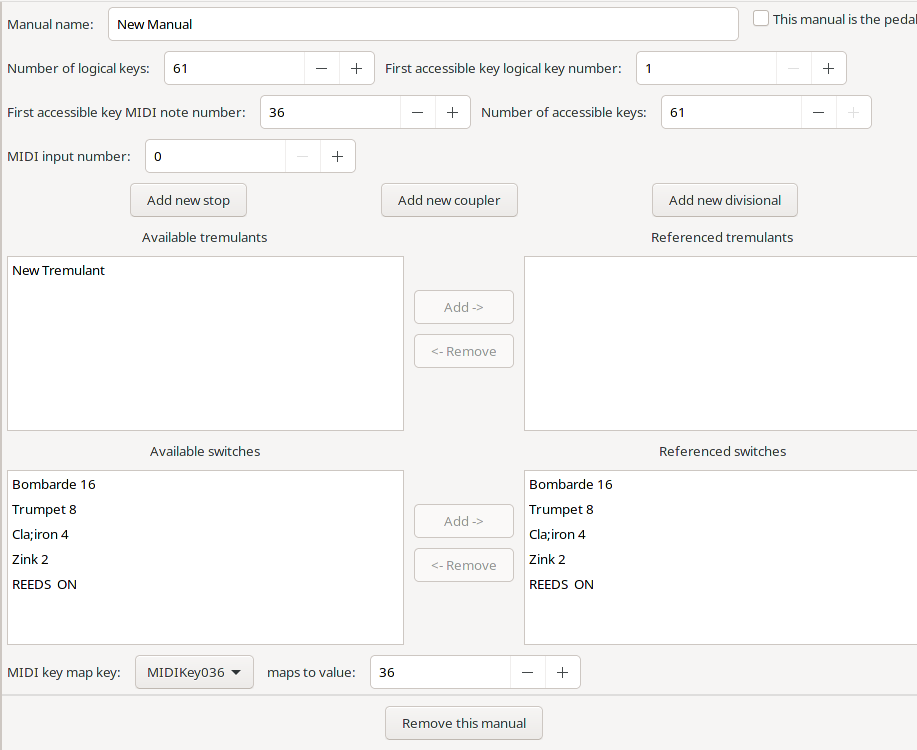 Manual name: New Manual This manual is the pedal
Number of logical keys: 61 First accessible key logical key number: 1
First accessible key MIDI note number: 36 Number of accessible keys: 61
MIDI input number: 0
Add new stop Add new coupler Add new divisional
Available tremulants Referenced tremulants
New Tremulant
Add ->
<- Remove
Available switches Referenced switches
Bombarde 16 Bombarde 16
Trumpet 8 Add -> Trumpet 8
Cla;iron 4 Cla;iron 4
Zink 2 <- Remove Zink 2
REEDS  ON REEDS  ON
MIDI key map key: MIDIKey036 maps to value: 36
Remove this manual